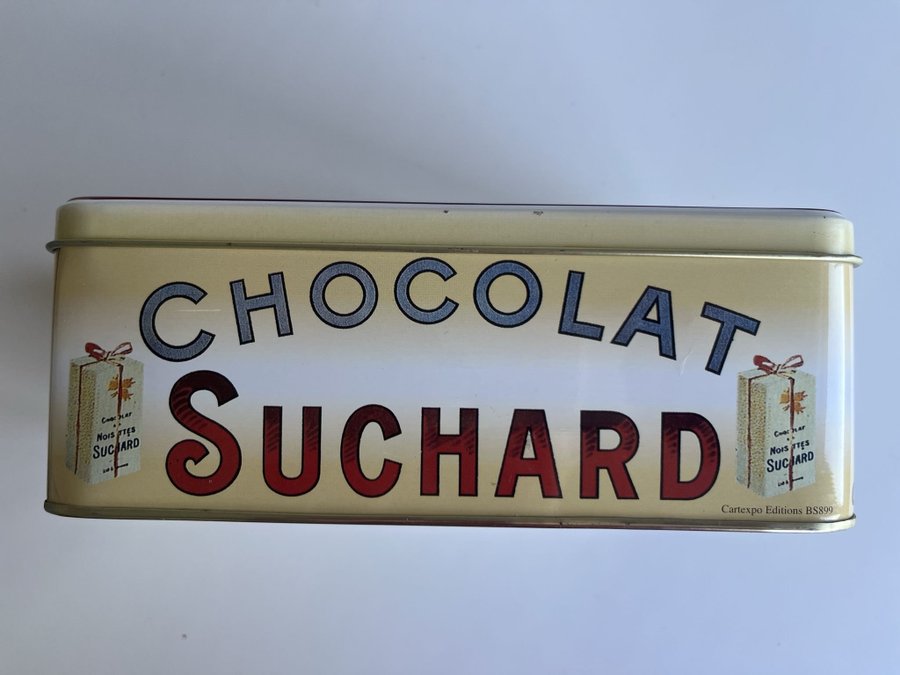 CHOCOLAT
SUCHARD
CHOCOLAT
NOISETTES
SUCHARD
CHOCOLAT
NOISETTES
SUCHARD
Cartexpo Editions BS899